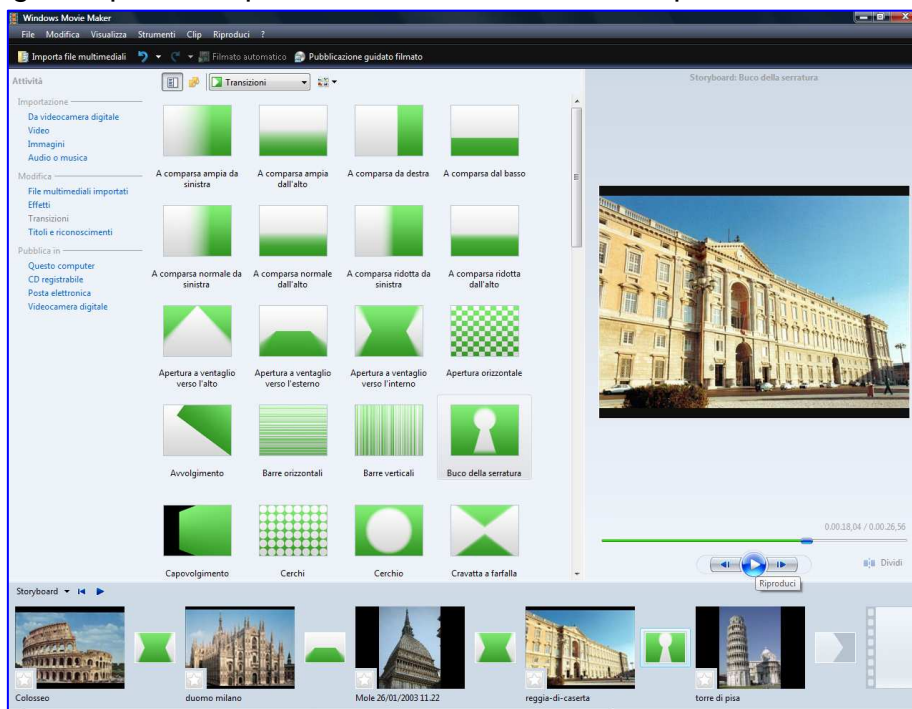 Windows Movie Maker
File Modifica Visualizza Strumenti Clip Riproduci ?
Importa file multimediali Filmato automatico Pubblicazione guidato filmato
Attività
Transizioni
Storyboard: Buco della serratura
Importazione
Da videocamera digitale
Video
Immagini
Audio o musica
Modifica
File multimediali importati
Effetti
Transizioni
Titoli e riconoscimenti
Pubblica in
Questo computer
CD registrabile
Posta elettronica
Videocamera digitale
A comparsa ampia da sinistra
A comparsa ampia dall'alto
A comparsa da destra
A comparsa dal basso
A comparsa normale da sinistra
A comparsa normale dall'alto
A comparsa ridotta da sinistra
A comparsa ridotta dall'alto
Apertura a ventaglio verso l'alto
Apertura a ventaglio verso l'esterno
Apertura a ventaglio verso l'interno
Apertura orizzontale
Avvolgimento
Barre orizzontali
Barre verticali
Buco della serratura
Capovolgimento
Cerchi
Cerchio
Cravatta a farfalla
0.00.18,04 / 0.00.26,56
Dividi
Riproduci
Storyboard
Colosseo
duomo milano
Mole 26/01/2003 11.22
reggia-di-caserta
torre di pisa